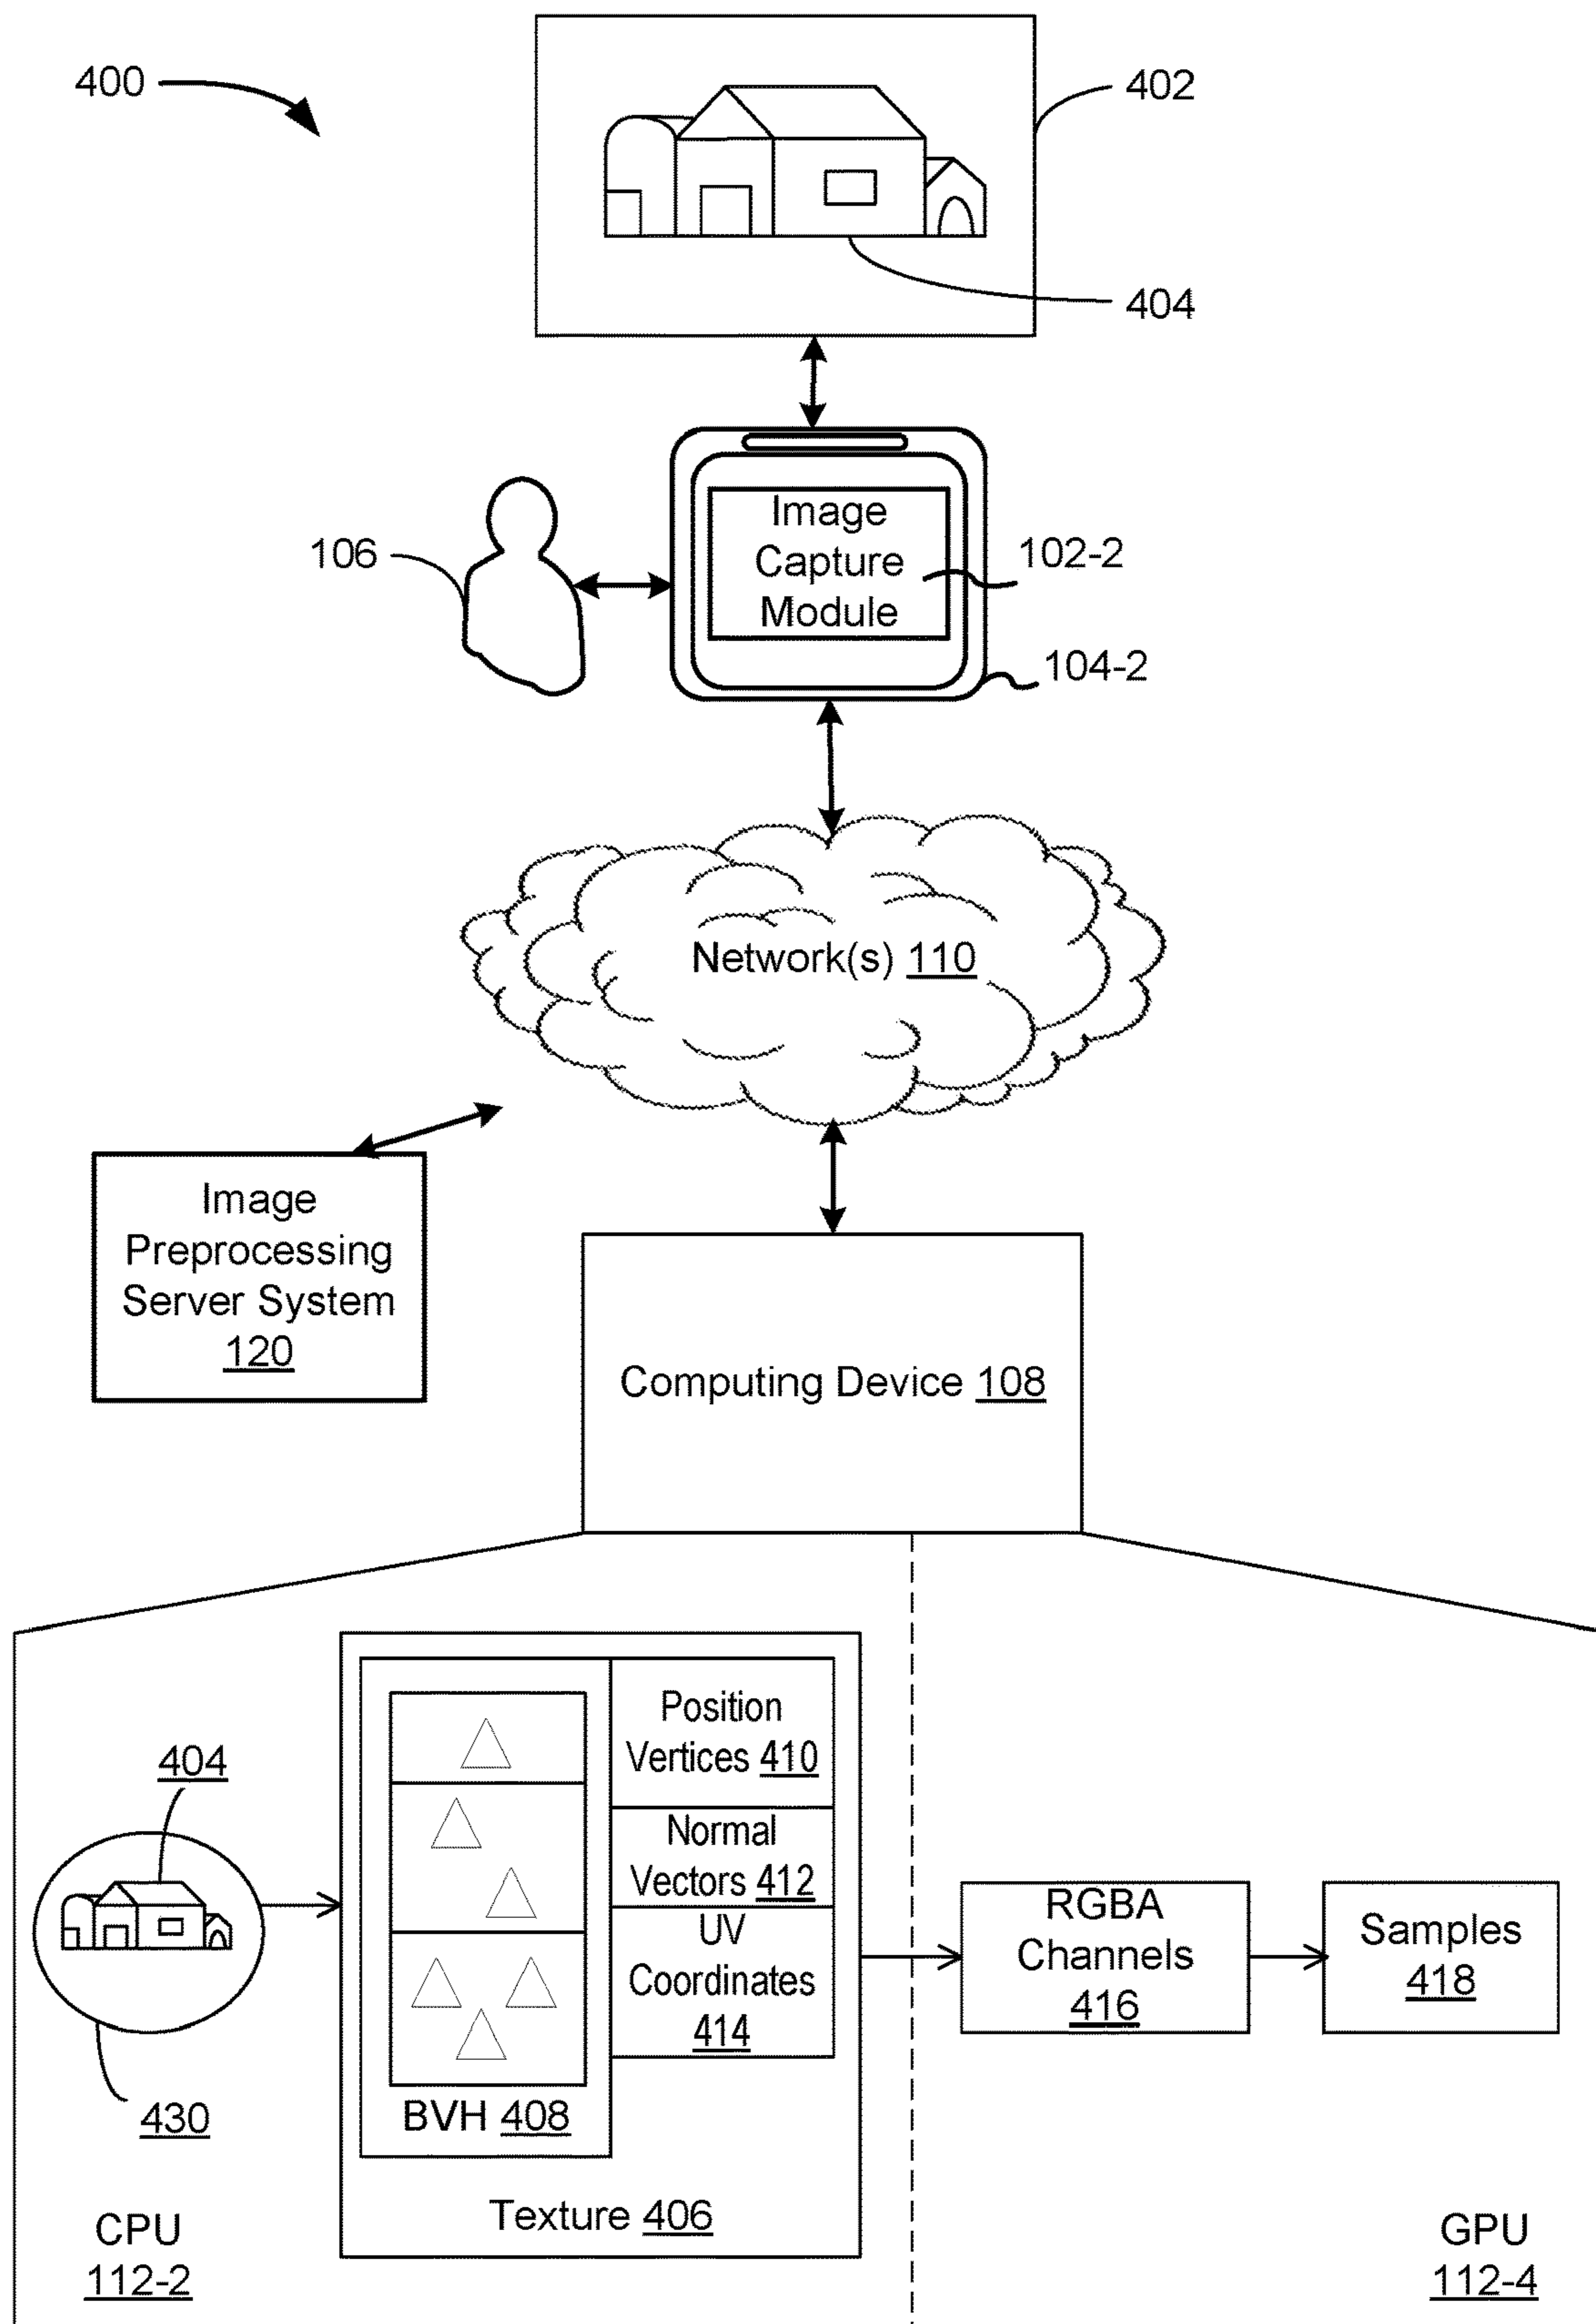 400
402
404
Image
Capture
Module
106
102-2
104-2
Network(s) 110
Image
Preprocessing
Server System
120
Computing Device 108
404
430
Position
Vertices 410
Normal
Vectors 412
UV
Coordinates
414
BVH 408
Texture 406
RGBA
Channels
416
Samples
418
CPU
112-2
GPU
112-4